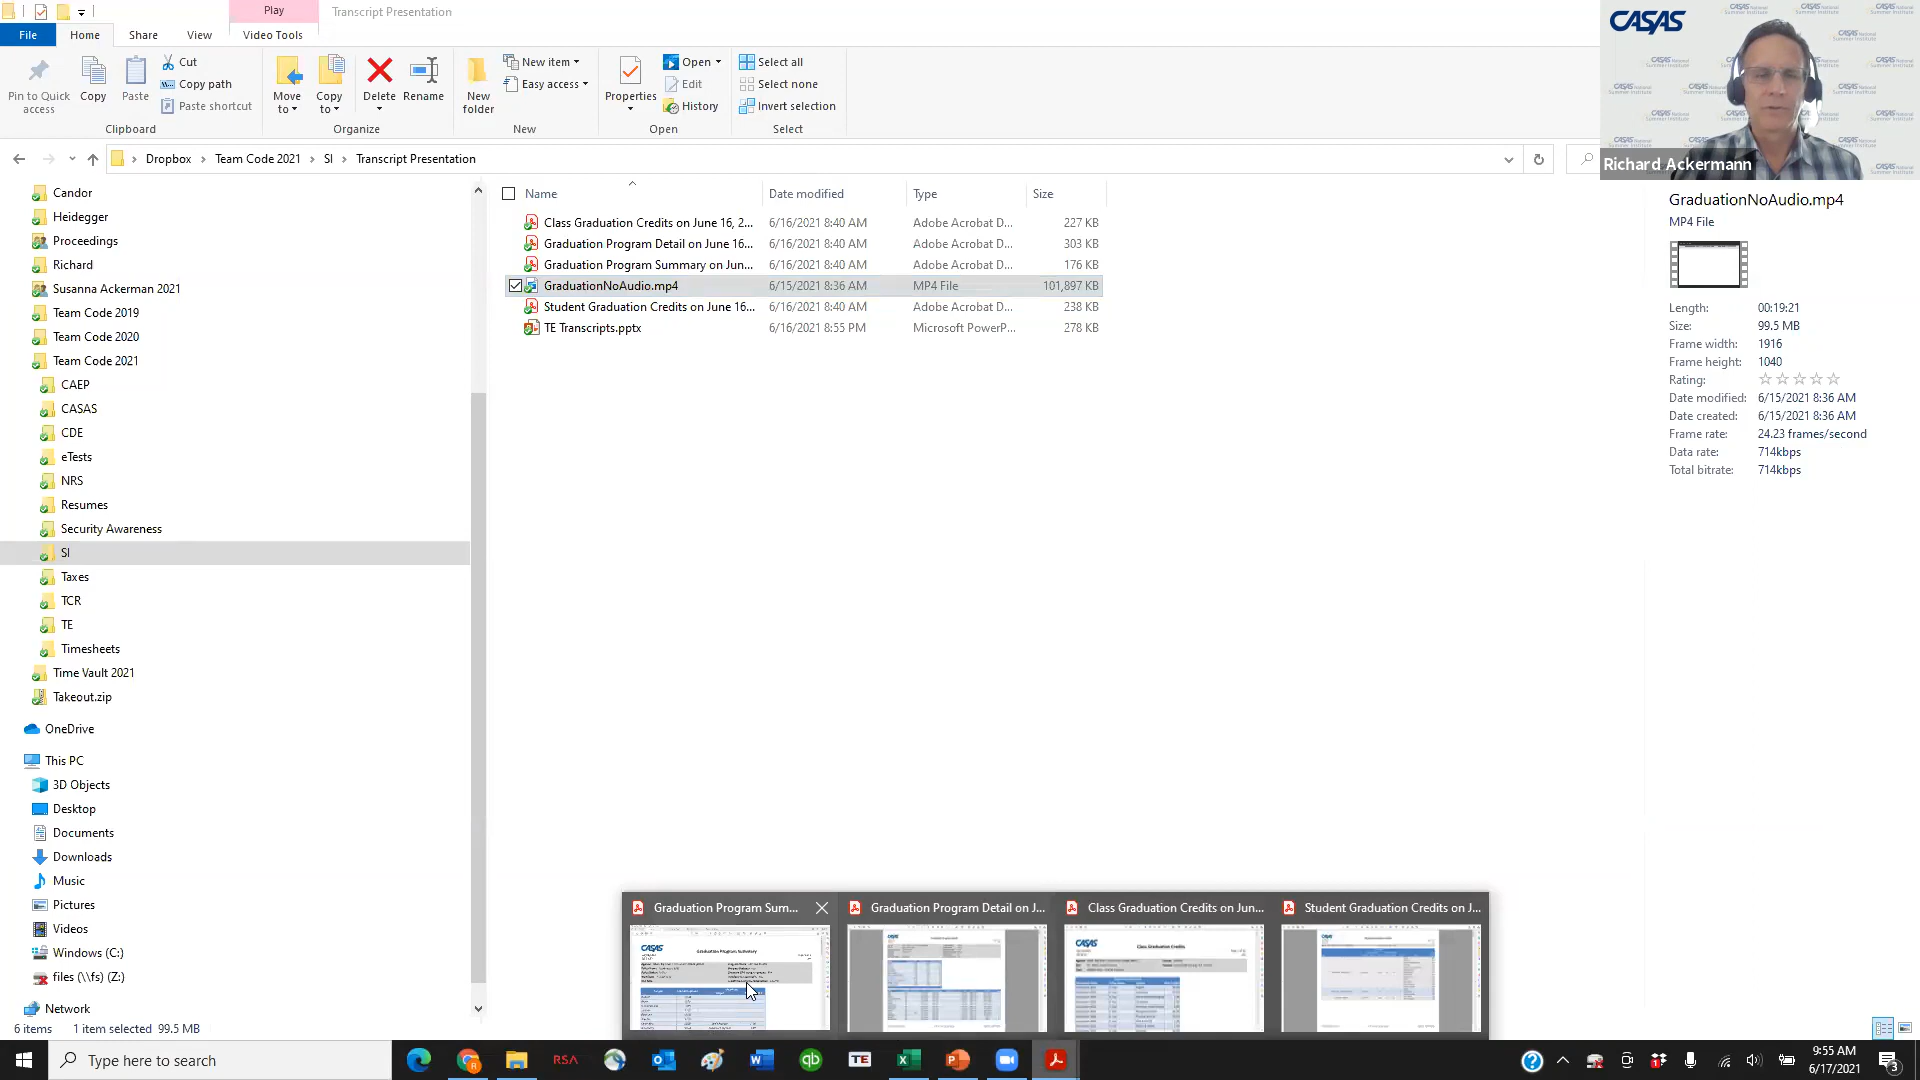 Play
Transcript Presentation
File
Home
Share
View
Video Tools
Pin to Quick access
Copy
Paste
Cut
Copy path
Paste shortcut
Clipboard
Move to
Copy to
Delete
Rename
Organize
New folder
New item
Easy access
New
Properties
Open
Edit
History
Open
Select all
Select none
Invert selection
Select
CASAS
Richard Ackermann
Dropbox
Team Code 2021
SI
Transcript Presentation
Candor
Heidegger
Proceedings
Richard
Susanna Ackerman 2021
Team Code 2019
Team Code 2020
Team Code 2021
CAEP
CASAS
CDE
eTests
NRS
Resumes
Security Awareness
SI
Taxes
TCR
TE
Timesheets
Time Vault 2021
Takeout.zip
OneDrive
This PC
3D Objects
Desktop
Documents
Downloads
Music
Pictures
Videos
Windows (C:)
files (\\fs) (Z:)
Network
6 items 1 item selected 99.5 MB
Name Date modified Type Size
Class Graduation Credits on June 16, 2... 6/16/2021 8:40 AM Adobe Acrobat D... 227 KB
Graduation Program Detail on June 16... 6/16/2021 8:40 AM Adobe Acrobat D... 303 KB
Graduation Program Summary on Jun... 6/16/2021 8:40 AM Adobe Acrobat D... 176 KB
GraduationNoAudio.mp4 6/15/2021 8:36 AM MP4 File 101,897 KB
Student Graduation Credits on June 16... 6/16/2021 8:40 AM Adobe Acrobat D... 238 KB
TE Transcripts.pptx 6/16/2021 8:55 PM Microsoft PowerP... 278 KB
GraduationNoAudio.mp4
MP4 File
Length: 00:19:21
Size: 99.5 MB
Frame width: 1916
Frame height: 1040
Rating:
Date modified: 6/15/2021 8:36 AM
Date created: 6/15/2021 8:36 AM
Frame rate: 24.23 frames/second
Data rate: 714kbps
Total bitrate: 714kbps
Graduation Program Sum...
Graduation Program Detail on J...
Class Graduation Credits on Jun...
Student Graduation Credits on J...
CASAS
Graduation Program Summary
CASAS
Class Graduation Credits
Type here to search
RSA
TE
9:55 AM
6/17/2021
3